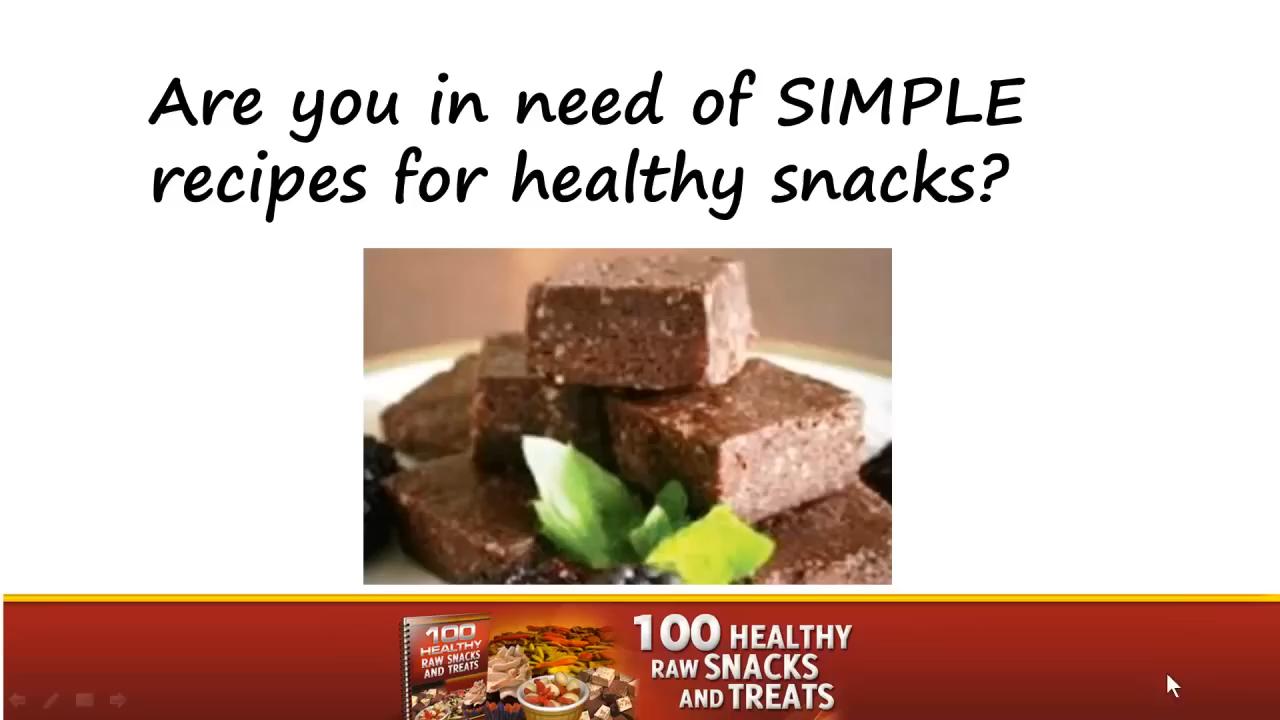 Are you in need of SIMPLE
recipes for healthy snacks?
100
HEALTHY
RAW SNACKS
AND TREATS
100 HEALTHY
RAW SNACKS
AND TREATS